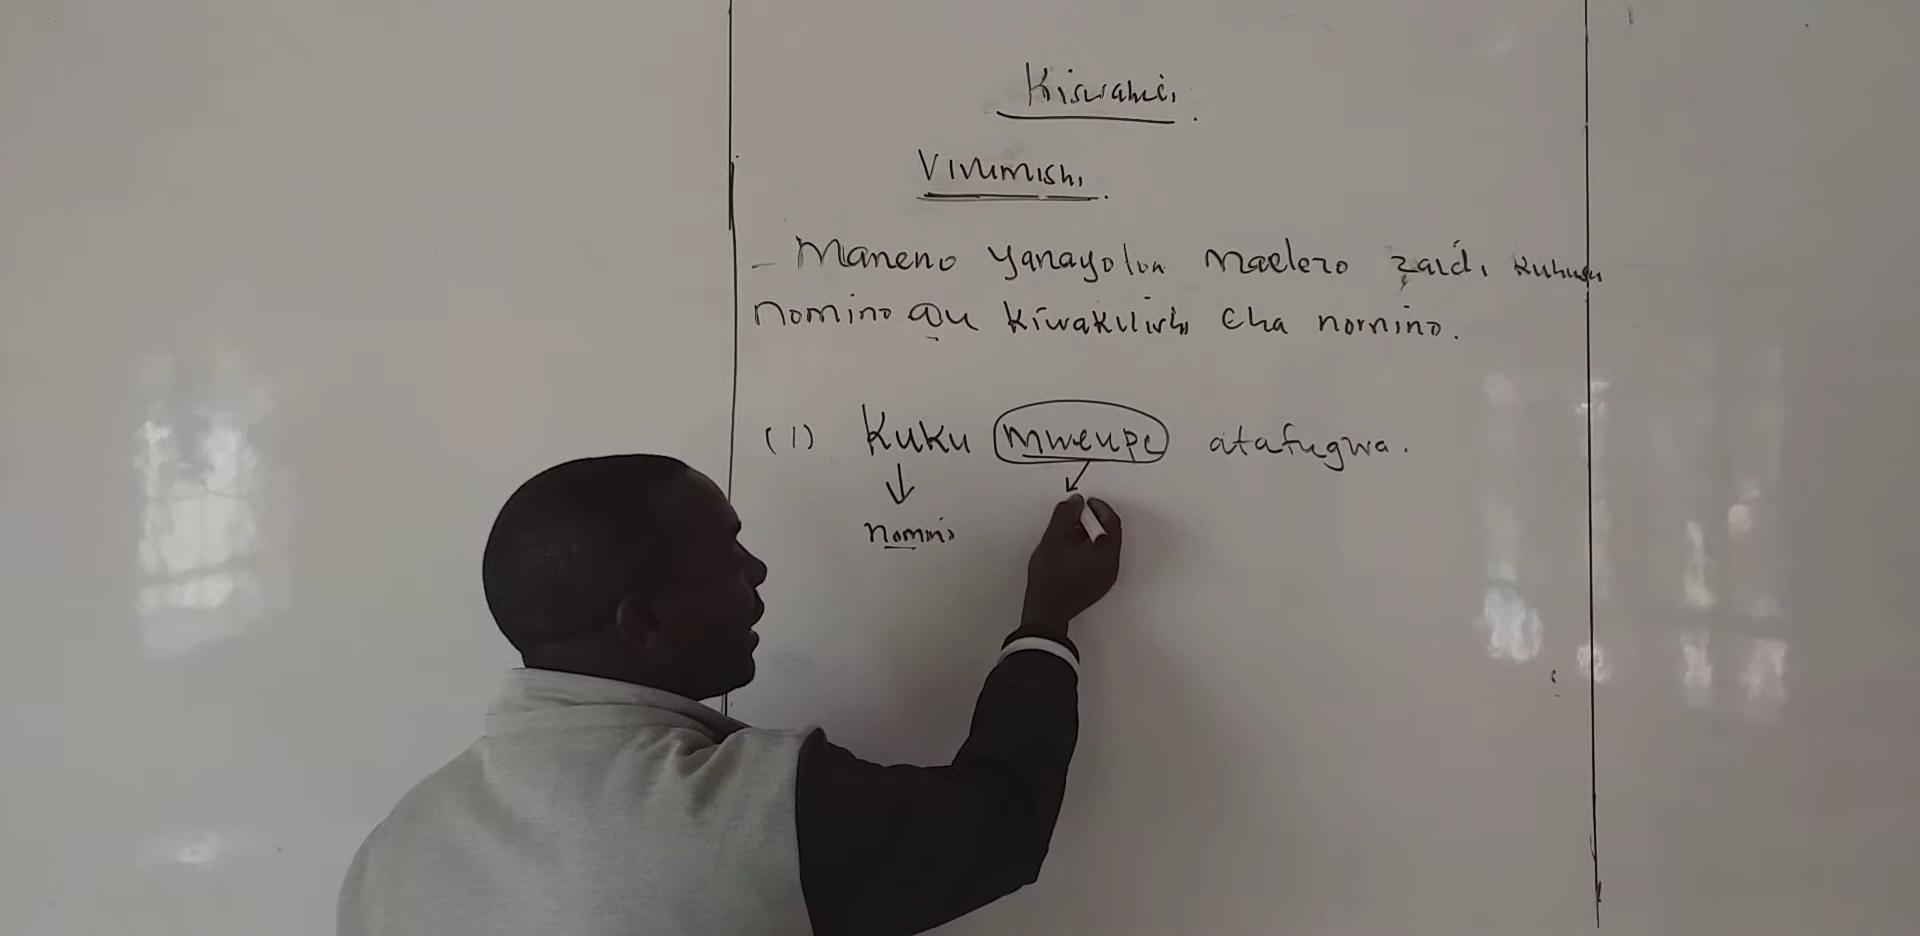 Kiswahili.
Vivumishi.
- Maneno yanayotoa maelezo zaidi kuhusu
nomino au kiwakilishi cha nomino.
(1) Kuku mweupe atafugwa.
nomino